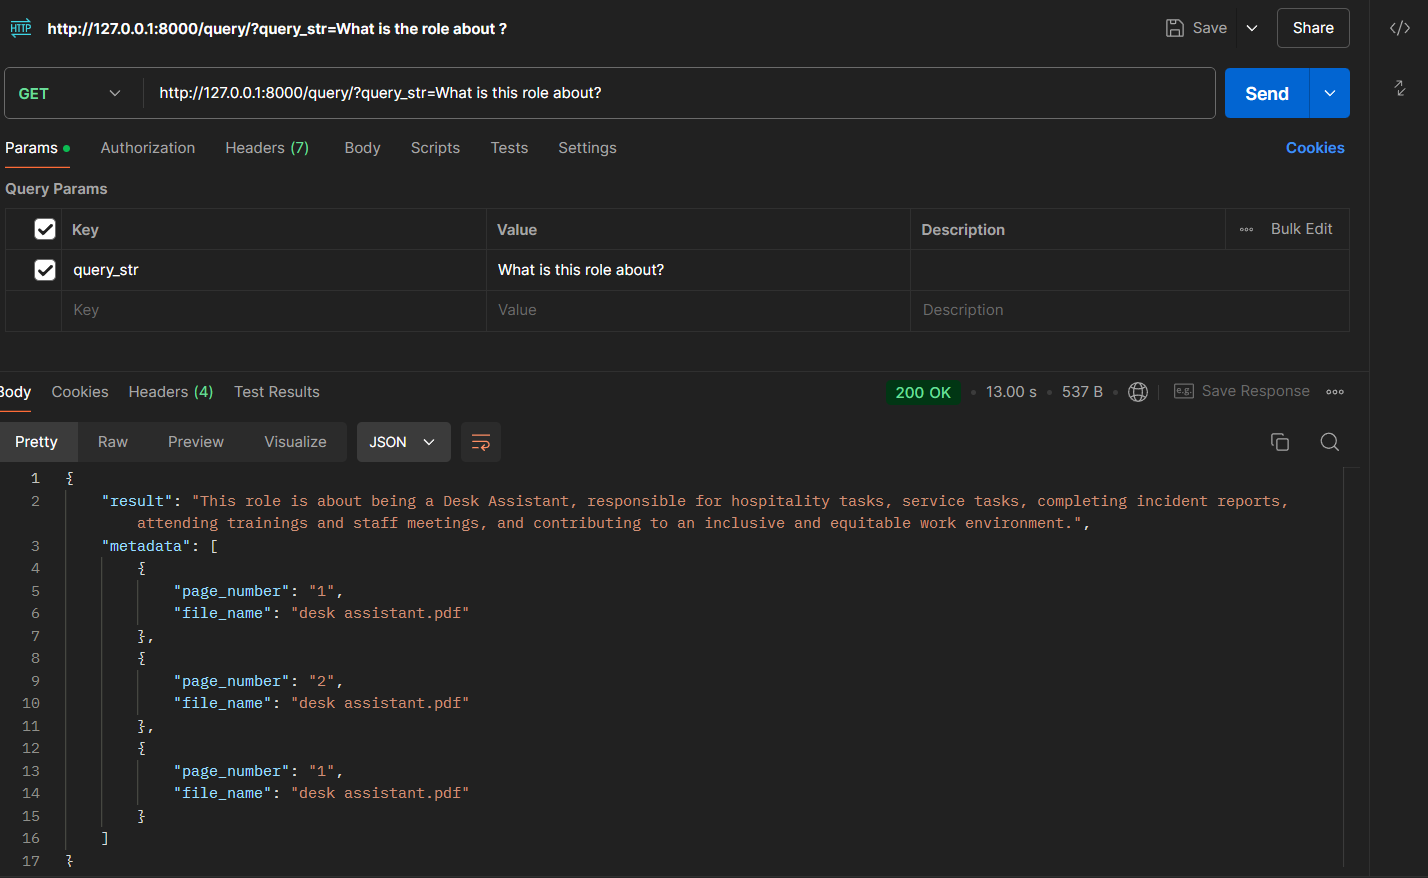 HTTP http://127.0.0.1:8000/query/?query_str=What is the role about ? Save Share
GET http://127.0.0.1:8000/query/?query_str=What is this role about? Send
Params Authorization Headers (7) Body Scripts Tests Settings Cookies
Query Params
Key Value Description Bulk Edit
query_str What is this role about?
Key Value Description
Body Cookies Headers (4) Test Results 200 OK 13.00 s 537 B e.g. Save Response
Pretty Raw Preview Visualize JSON
1 {
2 "result": "This role is about being a Desk Assistant, responsible for hospitality tasks, service tasks, completing incident reports,
attending trainings and staff meetings, and contributing to an inclusive and equitable work environment.",
3 "metadata": [
4 {
5 "page_number": "1",
6 "file_name": "desk assistant.pdf"
7 },
8 {
9 "page_number": "2",
10 "file_name": "desk assistant.pdf"
11 },
12 {
13 "page_number": "1",
14 "file_name": "desk assistant.pdf"
15 }
16 ]
17 }